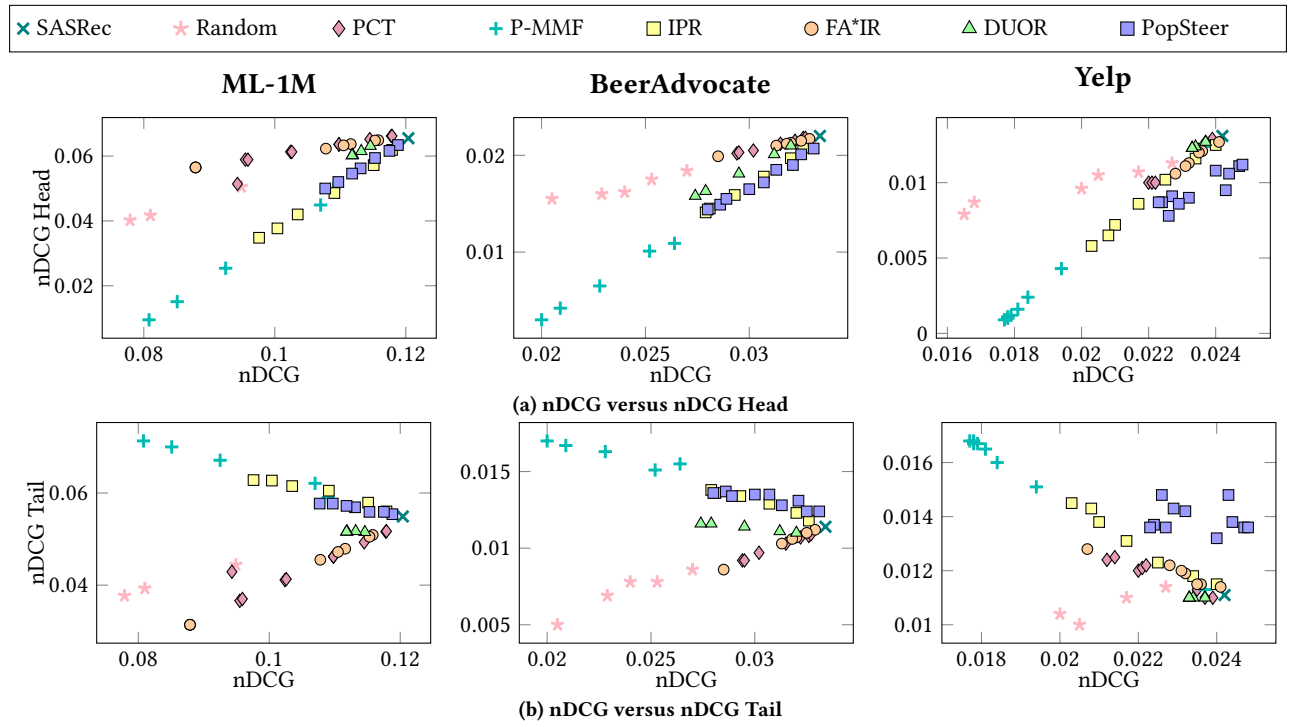 SASRec Random PCT P-MMF IPR FA*IR DUOR PopSteer
ML-1M BeerAdvocate Yelp
nDCG Head
0.06
0.04
0.02
0.08 0.1 0.12
nDCG
0.02
0.01
0.02 0.025 0.03
nDCG
0.01
0.005
0
0.016 0.018 0.02 0.022 0.024
nDCG
(a) nDCG versus nDCG Head
nDCG Tail
0.06
0.04
0.08 0.1 0.12
nDCG
0.015
0.01
0.005
0.02 0.025 0.03
nDCG
0.016
0.014
0.012
0.01
0.018 0.02 0.022 0.024
nDCG
(b) nDCG versus nDCG Tail